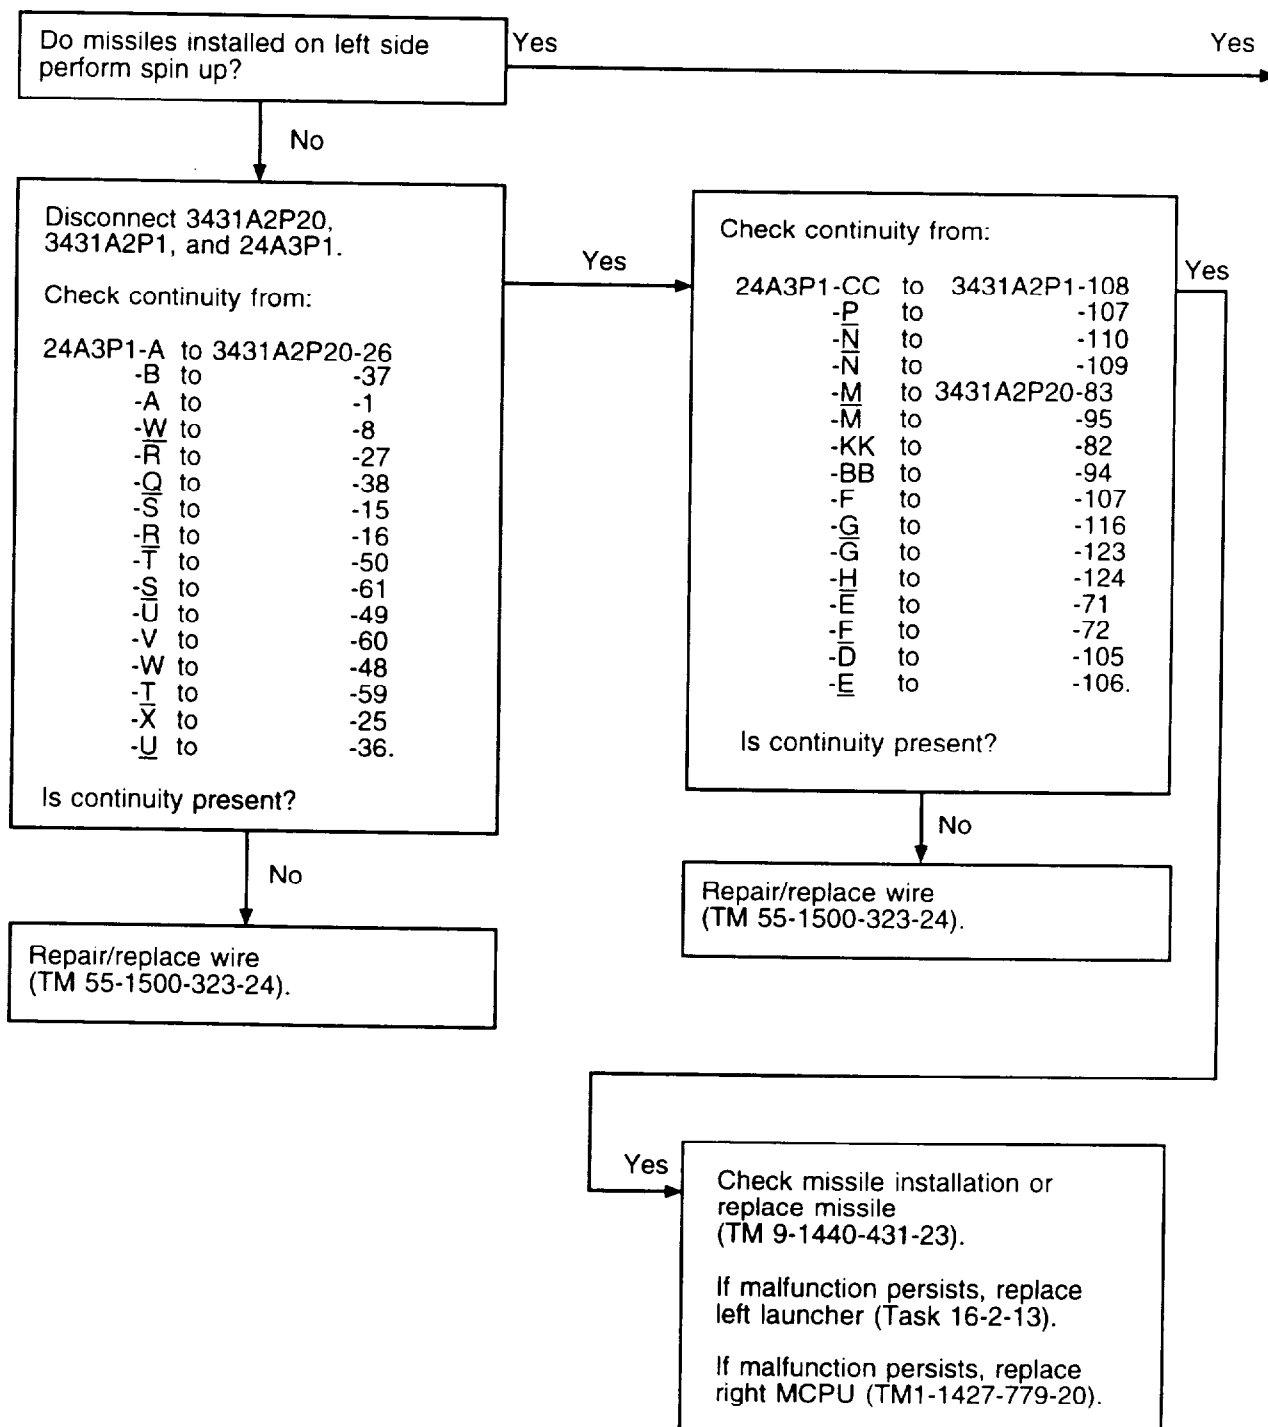 Do missiles installed on left side
perform spin up?
Yes
Yes
No
Disconnect 3431A2P20,
3431A2P1, and 24A3P1.
Check continuity from:
24A3P1-A to 3431A2P20-26
-B to -37
-A to -1
-W to -8
-R to -27
-Q to -38
-S to -15
-R to -16
-T to -50
-S to -61
-U to -49
-V to -60
-W to -48
-T to -59
-X to -25
-U to -36.
Is continuity present?
Yes
Check continuity from:
24A3P1-CC to 3431A2P1-108
-P to -107
-N to -110
-N to -109
-M to 3431A2P20-83
-M to -95
-KK to -82
-BB to -94
-F to -107
-G to -116
-G to -123
-H to -124
-E to -71
-F to -72
-D to -105
-E to -106.
Is continuity present?
Yes
No
Repair/replace wire
(TM 55-1500-323-24).
No
Repair/replace wire
(TM 55-1500-323-24).
Yes
Check missile installation or
replace missile
(TM 9-1440-431-23).
If malfunction persists, replace
left launcher (Task 16-2-13).
If malfunction persists, replace
right MCPU (TM1-1427-779-20).